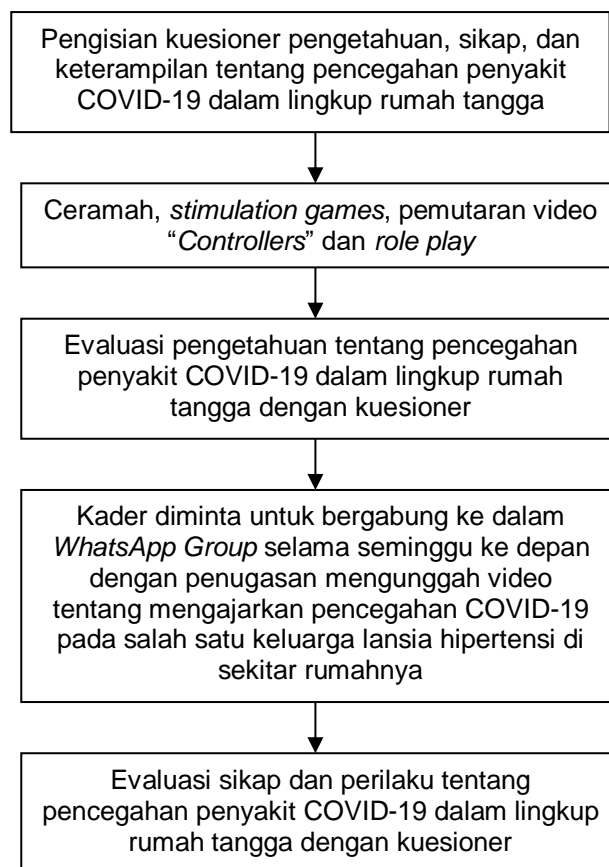 Pengisian kuesioner pengetahuan, sikap, dan
keterampilan tentang pencegahan penyakit
COVID-19 dalam lingkup rumah tangga
Ceramah, stimulation games, pemutaran video
“Controllers” dan role play
Evaluasi pengetahuan tentang pencegahan
penyakit COVID-19 dalam lingkup rumah
tangga dengan kuesioner
Kader diminta untuk bergabung ke dalam
WhatsApp Group selama seminggu ke depan
dengan penugasan mengunggah video
tentang mengajarkan pencegahan COVID-19
pada salah satu keluarga lansia hipertensi di
sekitar rumahnya
Evaluasi sikap dan perilaku tentang
pencegahan penyakit COVID-19 dalam lingkup
rumah tangga dengan kuesioner